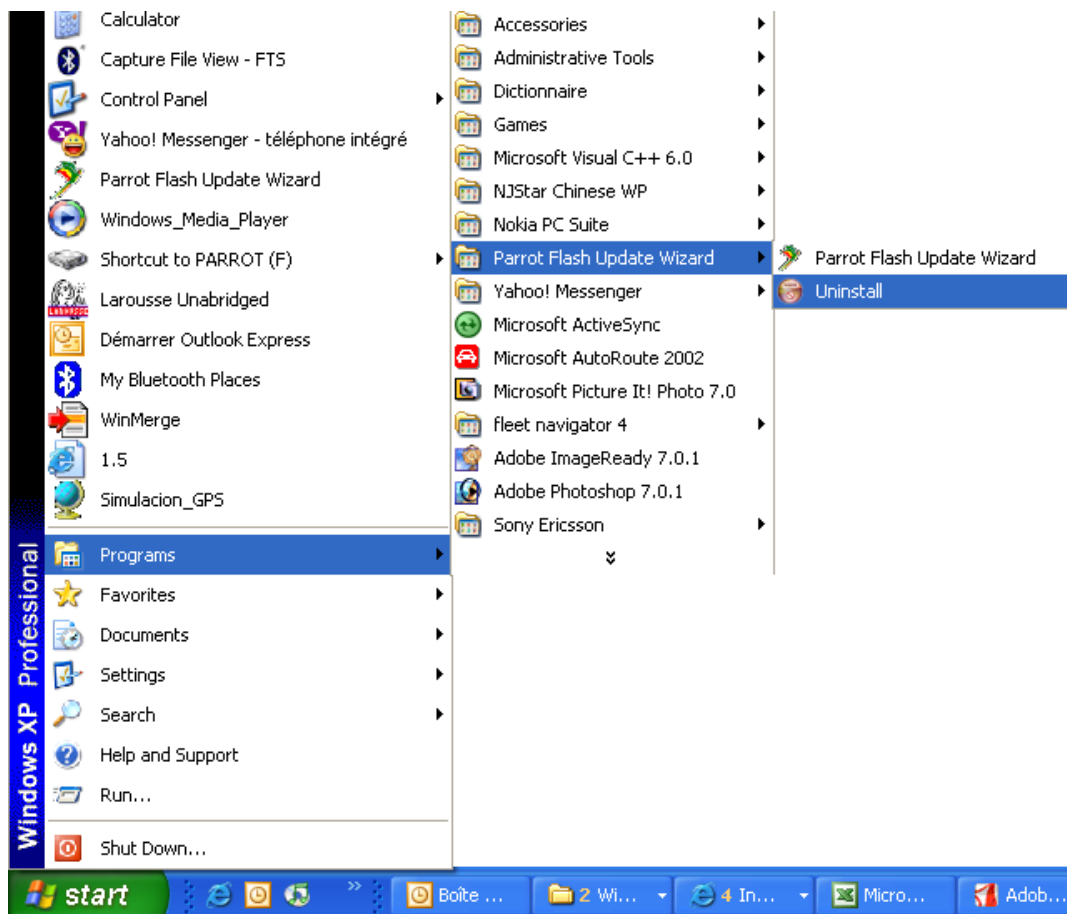 Calculator
Capture File View - FTS
Control Panel
Yahoo! Messenger - téléphone intégré
Parrot Flash Update Wizard
Windows_Media_Player
Shortcut to PARROT (F)
Larousse Unabridged
Démarrer Outlook Express
My Bluetooth Places
WinMerge
1.5
Simulacion_GPS
Programs
Favorites
Documents
Settings
Search
Help and Support
Run...
Shut Down...
Windows XP Professional
Accessories
Administrative Tools
Dictionnaire
Games
Microsoft Visual C++ 6.0
NJStar Chinese WP
Nokia PC Suite
Parrot Flash Update Wizard
Yahoo! Messenger
Microsoft ActiveSync
Microsoft AutoRoute 2002
Microsoft Picture It! Photo 7.0
fleet navigator 4
Adobe ImageReady 7.0.1
Adobe Photoshop 7.0.1
Sony Ericsson
Parrot Flash Update Wizard
Uninstall
start
Boîte ...
2 Wi...
4 In...
Micro...
Adob...